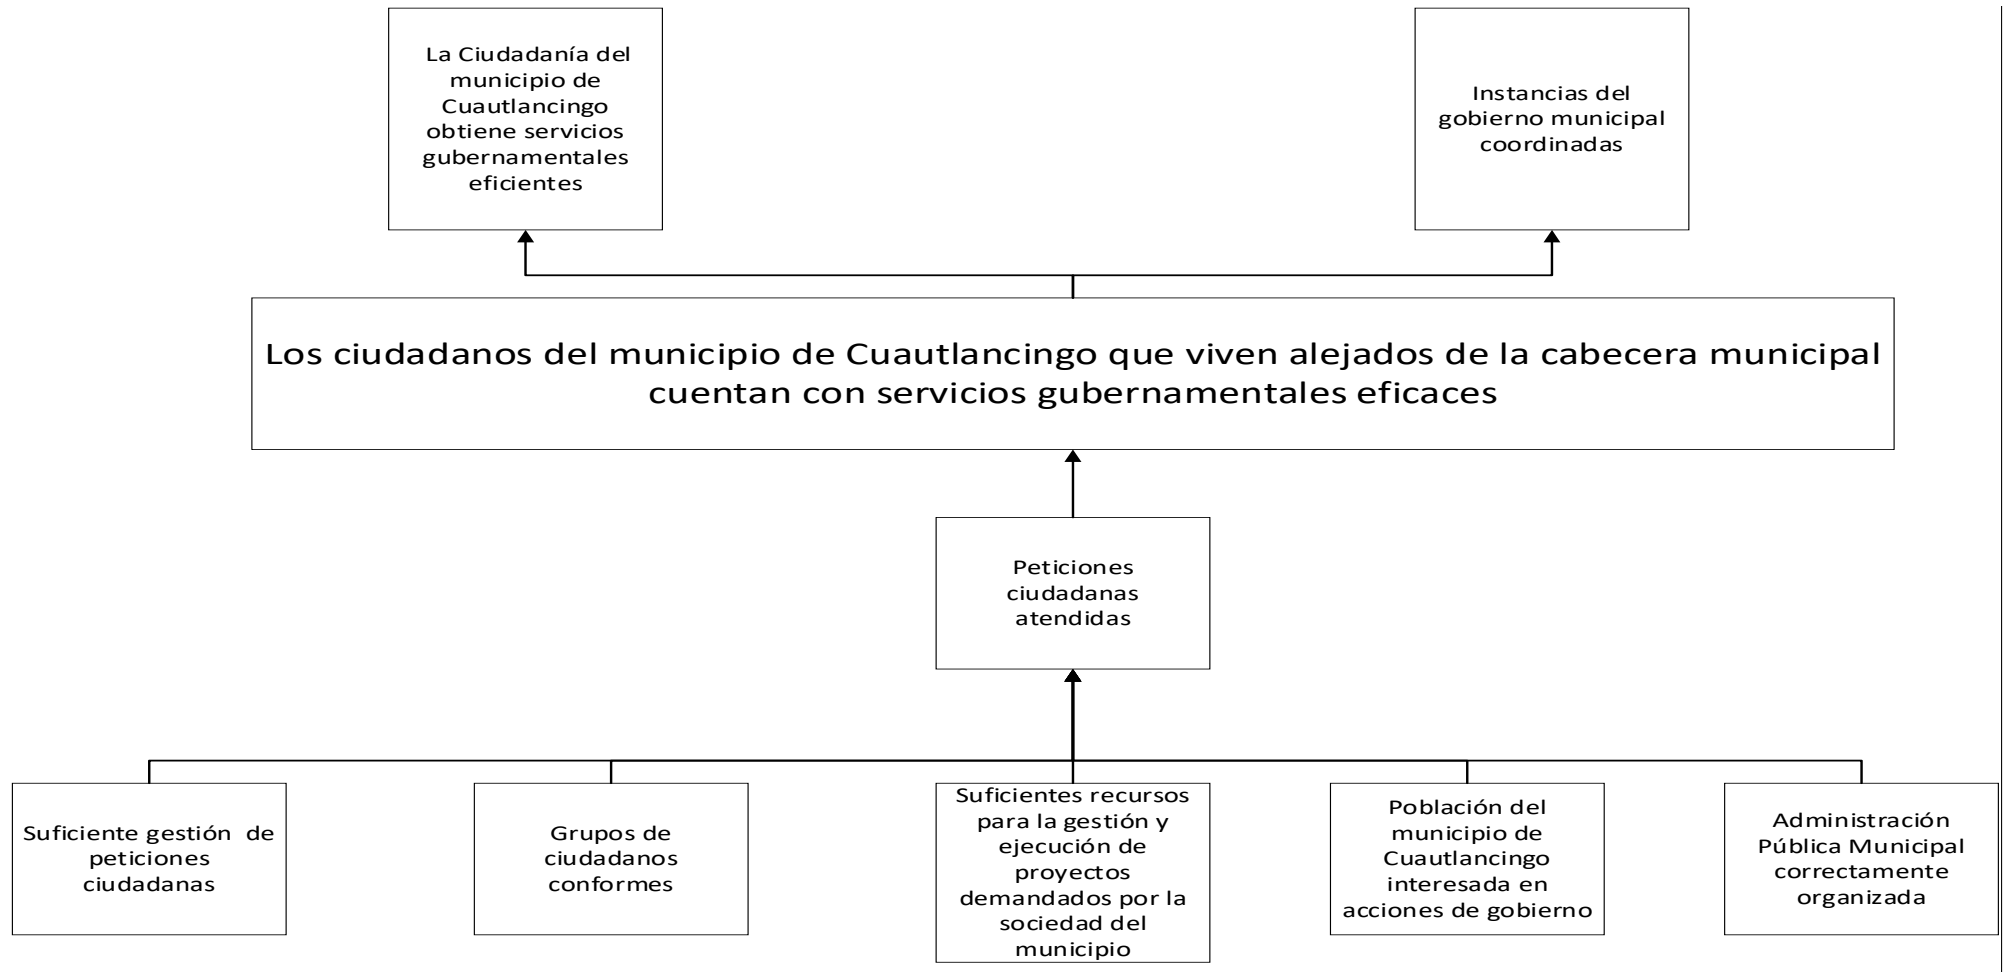 La Ciudadanía del
municipio de
Cuautlancingo
obtiene servicios
gubernamentales
eficientes
Instancias del
gobierno municipal
coordinadas
Los ciudadanos del municipio de Cuautlancingo que viven alejados de la cabecera municipal
cuentan con servicios gubernamentales eficaces
Peticiones
ciudadanas
atendidas
Suficiente gestión de
peticiones
ciudadanas
Grupos de
ciudadanos
conformes
Suficientes recursos
para la gestión y
ejecución de
proyectos
demandados por la
sociedad del
municipio
Población del
municipio de
Cuautlancingo
interesada en
acciones de gobierno
Administración
Pública Municipal
correctamente
organizada